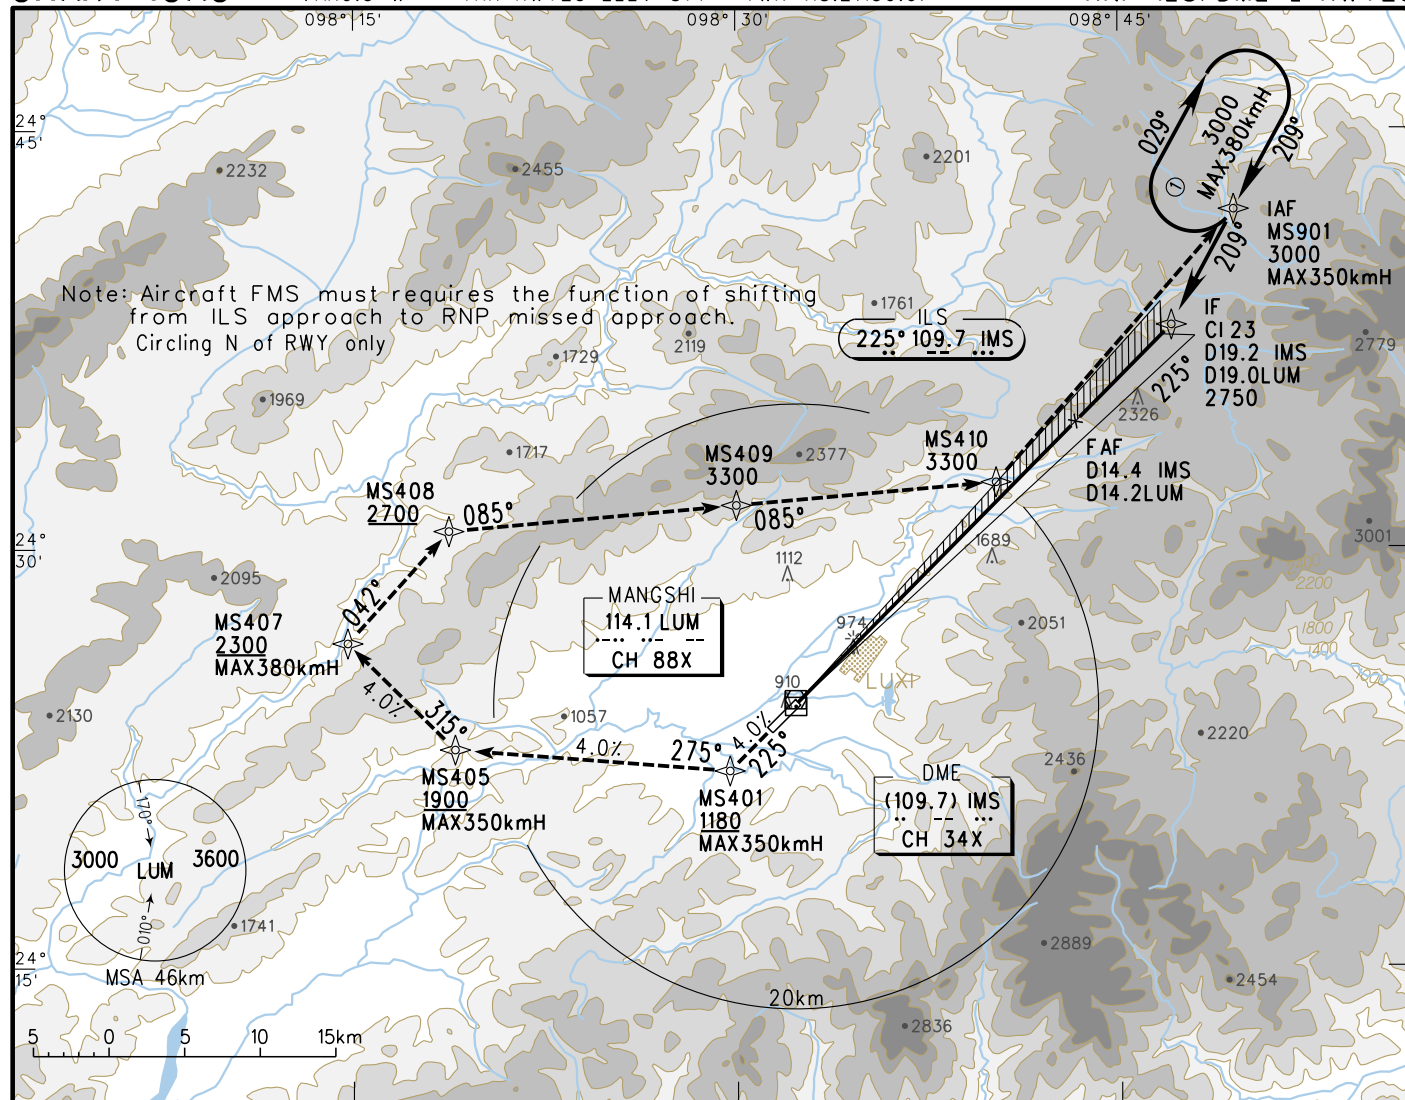 098°15'
098°30'
098°45'
24°
45'
2232
2455
2201
029°
3000
MAX380kmH
209°
1
IAF
MS901
3000
MAX350kmH
209°
Note: Aircraft FMS must requires the function of shifting
from ILS approach to RNP missed approach.
Circling N of RWY only
1761
ILS
225° 109.7 IMS
IF
CI23
D19.2 IMS
D19.0LUM
2750
2779
2119
1729
1969
225°
2326
1717
MS409
3300
2377
MS410
3300
FAF
D14.4 IMS
D14.2LUM
MS408
2700
085°
085°
24°
30'
1689
1112
3001
2200
2095
042°
MANGSHI
114.1 LUM
CH 88X
974
2051
1800
1400
1000
MS407
2300
MAX380kmH
LUXI
910
4.0%
315°
2130
1057
4.0%
275°
4.0%
225°
2220
2436
MS405
1900
MAX350kmH
MS401
1180
MAX350kmH
DME
(109.7) IMS
CH 34X
170°
3000
LUM
3600
010°
MSA 46km
1741
2889
24°
15'
2454
20km
2836
5 0 5 10 15km